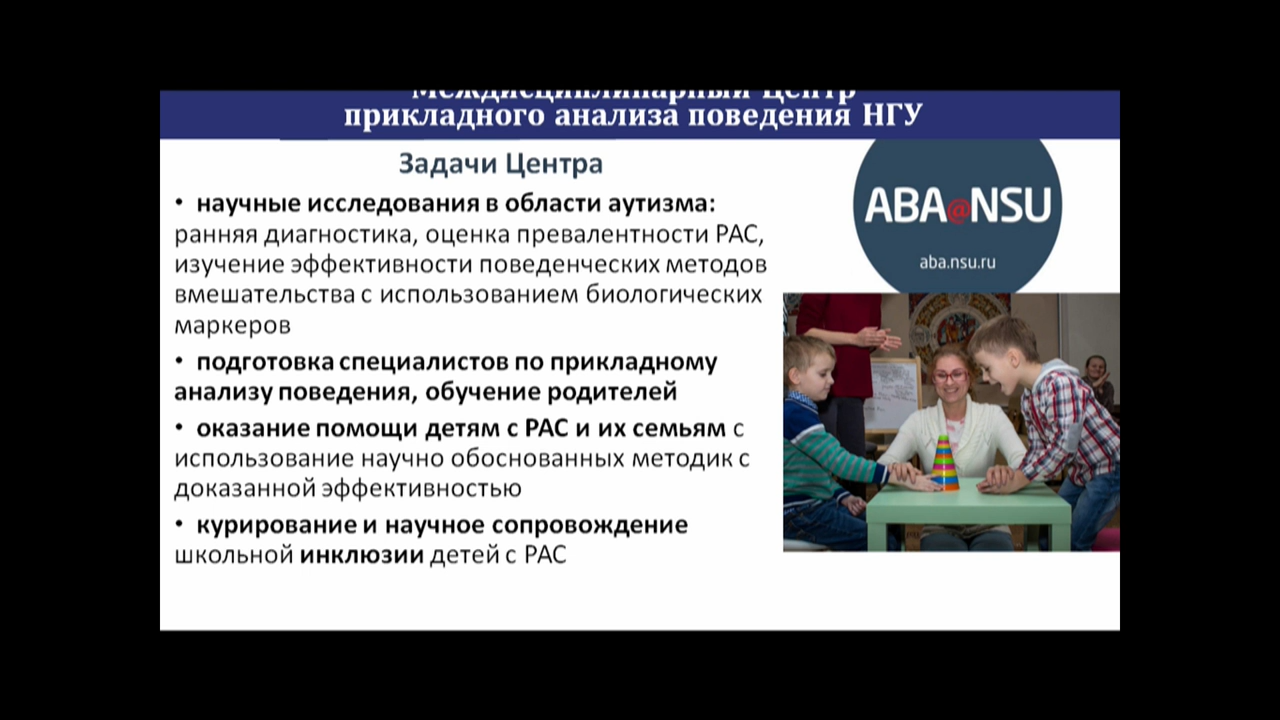 Междисциплинарный Центр
прикладного анализа поведения НГУ
Задачи Центра
• научные исследования в области аутизма:
ранняя диагностика, оценка превалентности РАС,
изучение эффективности поведенческих методов
вмешательства с использованием биологических
маркеров
• подготовка специалистов по прикладному
анализу поведения, обучение родителей
• оказание помощи детям с РАС и их семьям с
использование научно обоснованных методик с
доказанной эффективностью
• курирование и научное сопровождение
школьной инклюзии детей с РАС
ABA@NSU
aba.nsu.ru